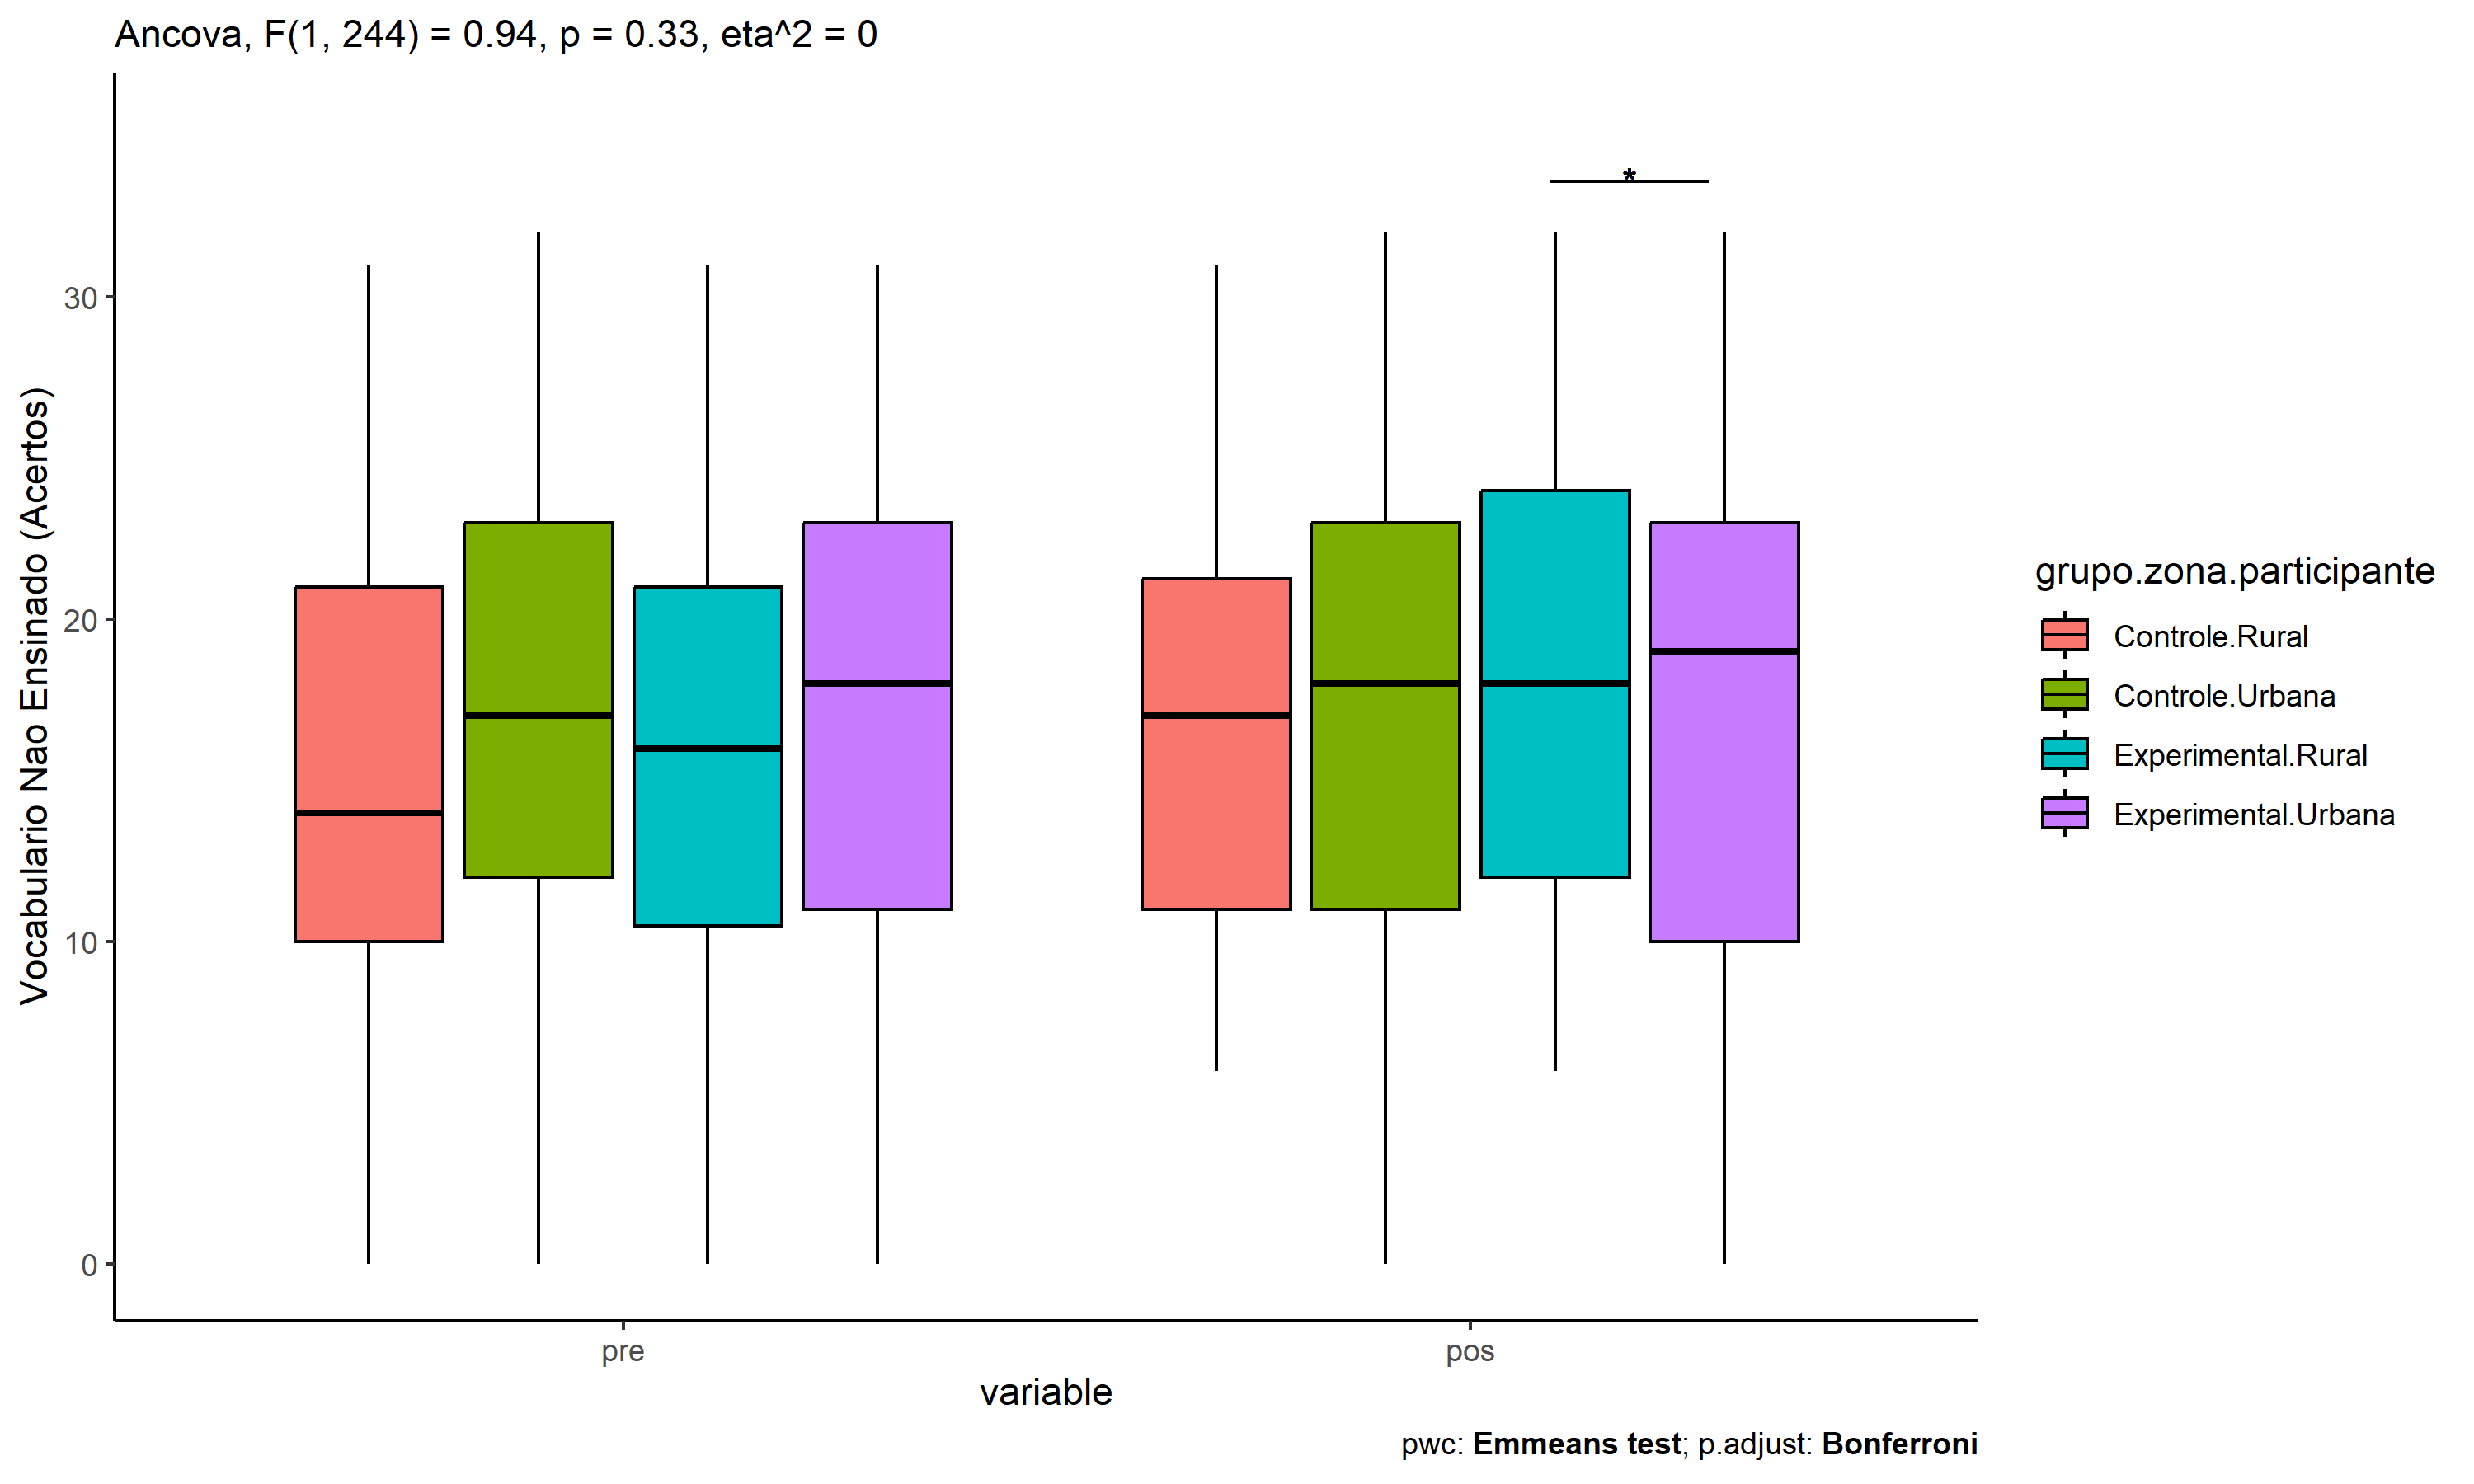 Ancova, F(1, 244) = 0.94, p = 0.33, eta^2 = 0
Vocabulario Nao Ensinado (Acertos)
30
20
10
0
*
pre
pos
variable
grupo.zona.participante
Controle.Rural
Controle.Urbana
Experimental.Rural
Experimental.Urbana
pwc: Emmeans test; p.adjust: Bonferroni